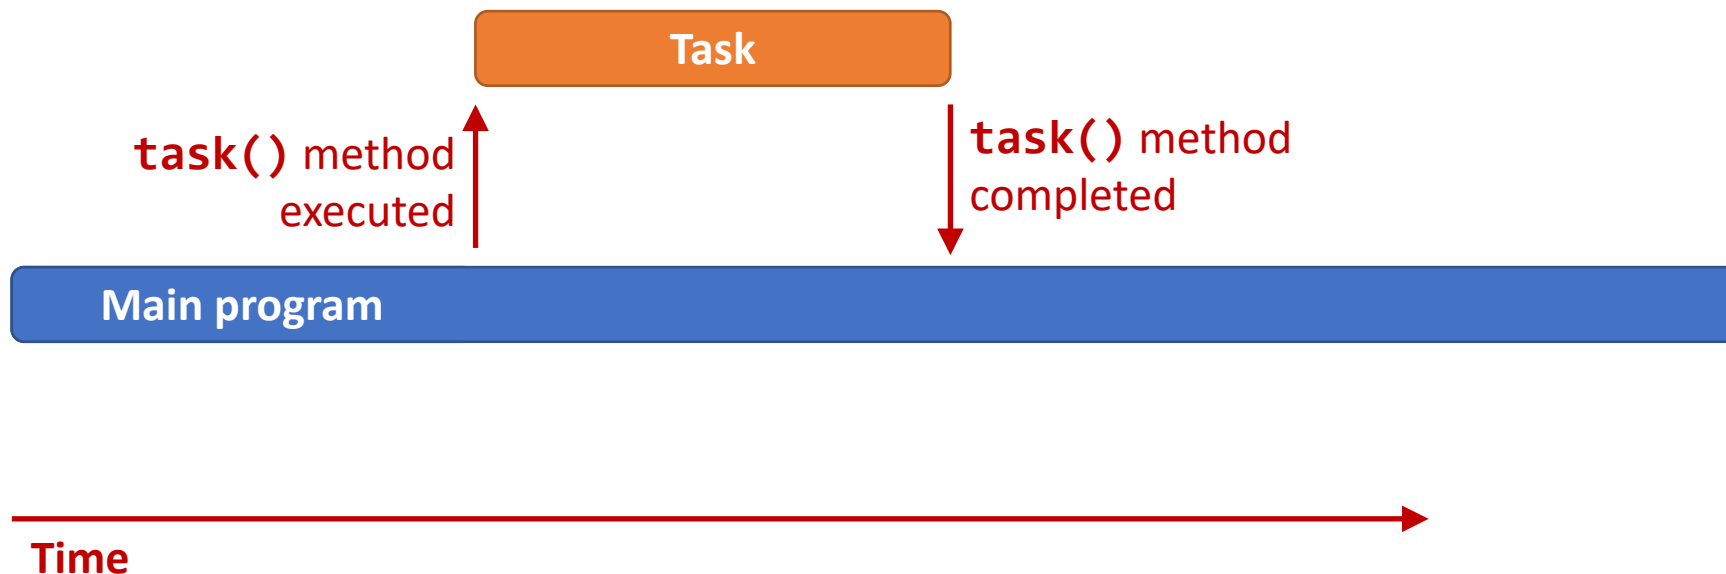 Task
task() method
executed
task() method
completed
Main program
Time